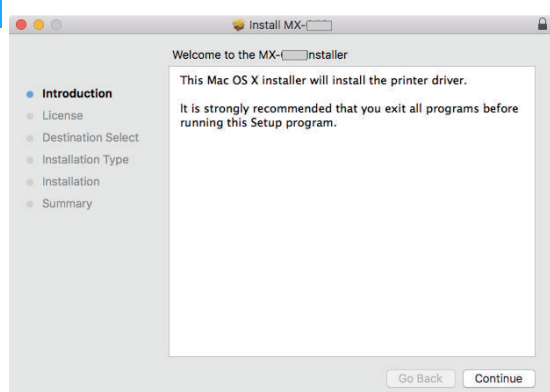 Install MX-
Welcome to the MX- nstaller
Introduction
License
Destination Select
Installation Type
Installation
Summary
This Mac OS X installer will install the printer driver.
It is strongly recommended that you exit all programs before
running this Setup program.
Go Back
Continue